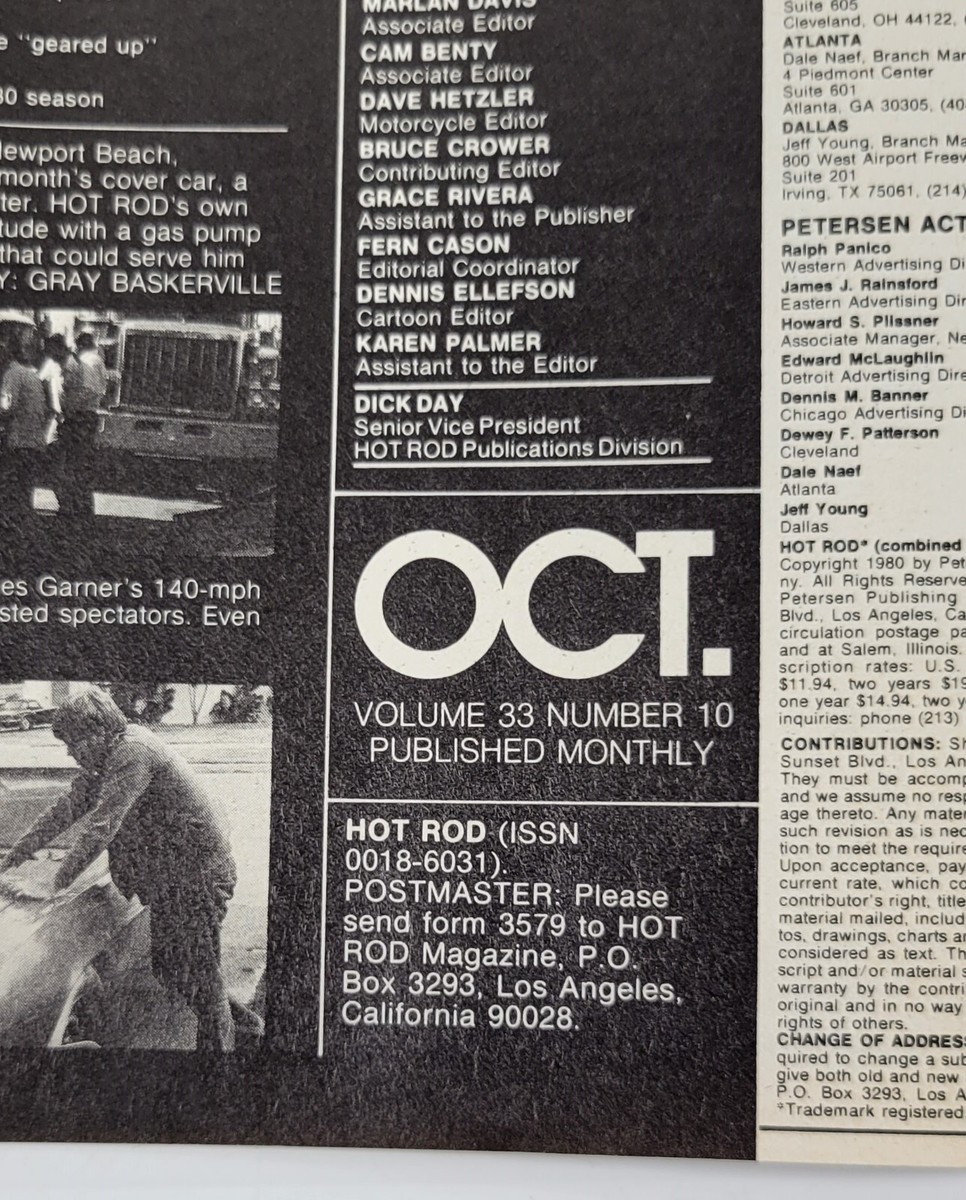 "geared up"
season
Newport Beach,
month's cover car, a
HOT ROD's own
with a gas pump
that could serve him
GRAY BASKERVILLE
Garner's 140-mph
spectators. Even
MARLAN DAVIS
Associate Editor
CAM BENTY
Associate Editor
DAVE HETZLER
Motorcycle Editor
BRUCE CROWER
Contributing Editor
GRACE RIVERA
Assistant to the Publisher
FERN CASON
Editorial Coordinator
DENNIS ELLEFSON
Cartoon Editor
KAREN PALMER
Assistant to the Editor
DICK DAY
Senior Vice President
HOT ROD Publications Division
OCT.
VOLUME 33 NUMBER 10
PUBLISHED MONTHLY
HOT ROD (ISSN
0018-6031).
POSTMASTER: Please
send form 3579 to HOT
ROD Magazine, P.O.
Box 3293, Los Angeles,
California 90028.
Suite 605
Cleveland, OH 44122,
ATLANTA
Dale Naef, Branch
4 Piedmont Center
Suite 601
Atlanta, GA 30305,
DALLAS
Jeff Young, Branch
800 West Airport
Suite 201
Irving, TX 75061, (214)
PETERSEN
Ralph Panico
Western Advertising
James J. Rainsford
Eastern Advertising
Howard S. Plissner
Associate Manager,
Edward McLaughlin
Detroit Advertising
Dennis M. Banner
Chicago Advertising
Dewey F. Patterson
Cleveland
Dale Naef
Atlanta
Jeff Young
Dallas
HOT ROD* (combined
Copyright 1980 by
ny. All Rights
Petersen Publishing
Blvd., Los Angeles,
circulation postage
and at Salem, Illinois.
scription rates: U.S.
$11.94, two years
one year $14.94, two
inquiries: phone (213)
CONTRIBUTIONS:
Sunset Blvd., Los
They must be
and we assume no
age thereto. Any
such revision as is
tion to meet the
Upon acceptance,
current rate, which
contributor's right,
material mailed,
tos, drawings, charts
considered as text.
script and/or material
warranty by the
original and in no way
rights of others.
CHANGE OF ADDRESS
quired to change a
give both old and new
P.O. Box 3293, Los
*Trademark registered